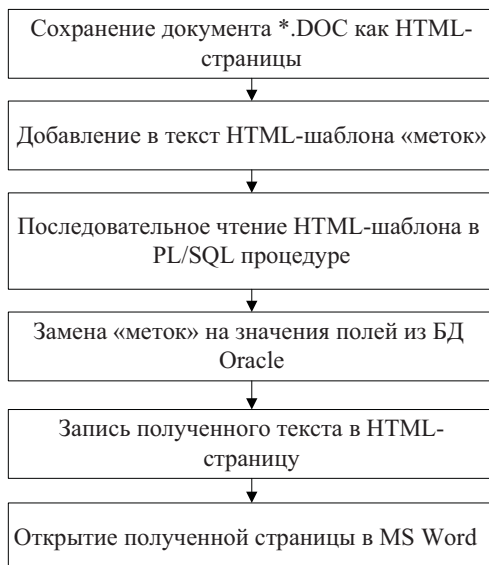 Сохранение документа *.DOC как HTML-
страницы
Добавление в текст HTML-шаблона «меток»
Последовательное чтение HTML-шаблона в
PL/SQL процедуре
Замена «меток» на значения полей из БД
Oracle
Запись полученного текста в HTML-
страницу
Открытие полученной страницы в MS Word